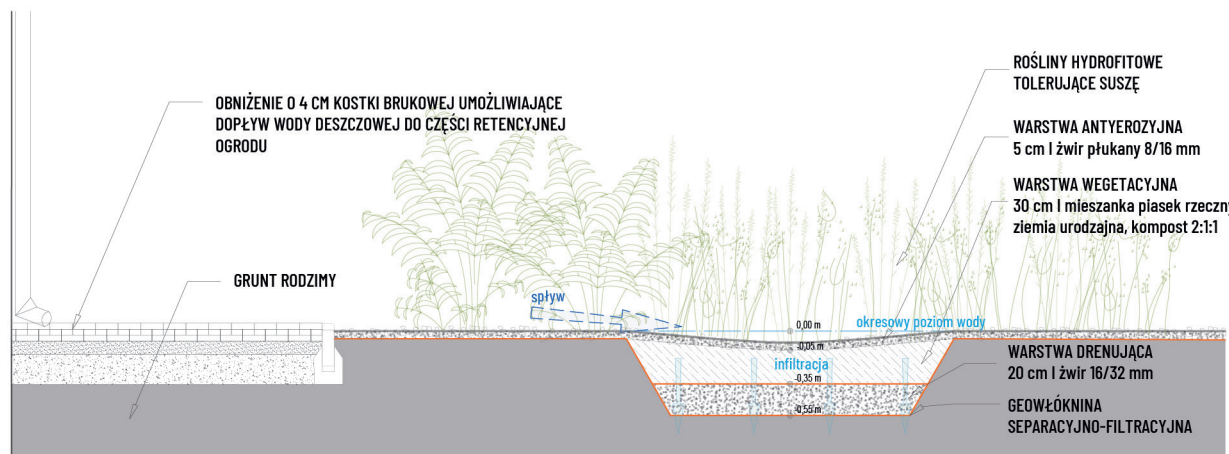 OBNIŻENIE O 4 CM KOSTKI BRUKOWEJ UMOŻLIWIAJĄCE
DOPŁYW WODY DESZCZOWEJ DO CZĘŚCI RETENCYJNEJ
OGRODU
GRUNT RODZIMY
spływ
0,00 m
okresowy poziom wody
-0,05 m
infiltracja
-0,35 m
-0,55 m
ROŚLINY HYDROFITOWE
TOLERUJĄCE SUSZĘ
WARSTWA ANTYEROZYJNA
5 cm I żwir płukany 8/16 mm
WARSTWA WEGETACYJNA
30 cm I mieszanka piasek rzeczny
ziemia urodzajna, kompost 2:1:1
WARSTWA DRENUJĄCA
20 cm I żwir 16/32 mm
GEOWŁÓKNINA
SEPARACYJNO-FILTRACYJNA